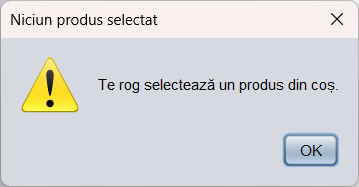 Niciun produs selectat
Te rog selectează un produs din coș.
OK